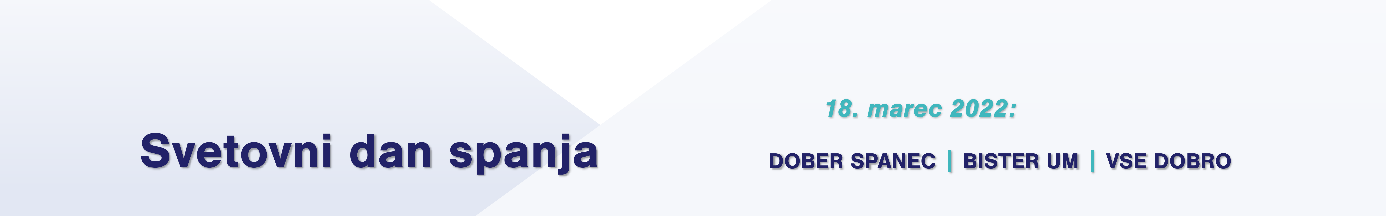 Svetovni dan spanja
18. marec 2022:
DOBER SPANEC | BISTER UM | VSE DOBRO